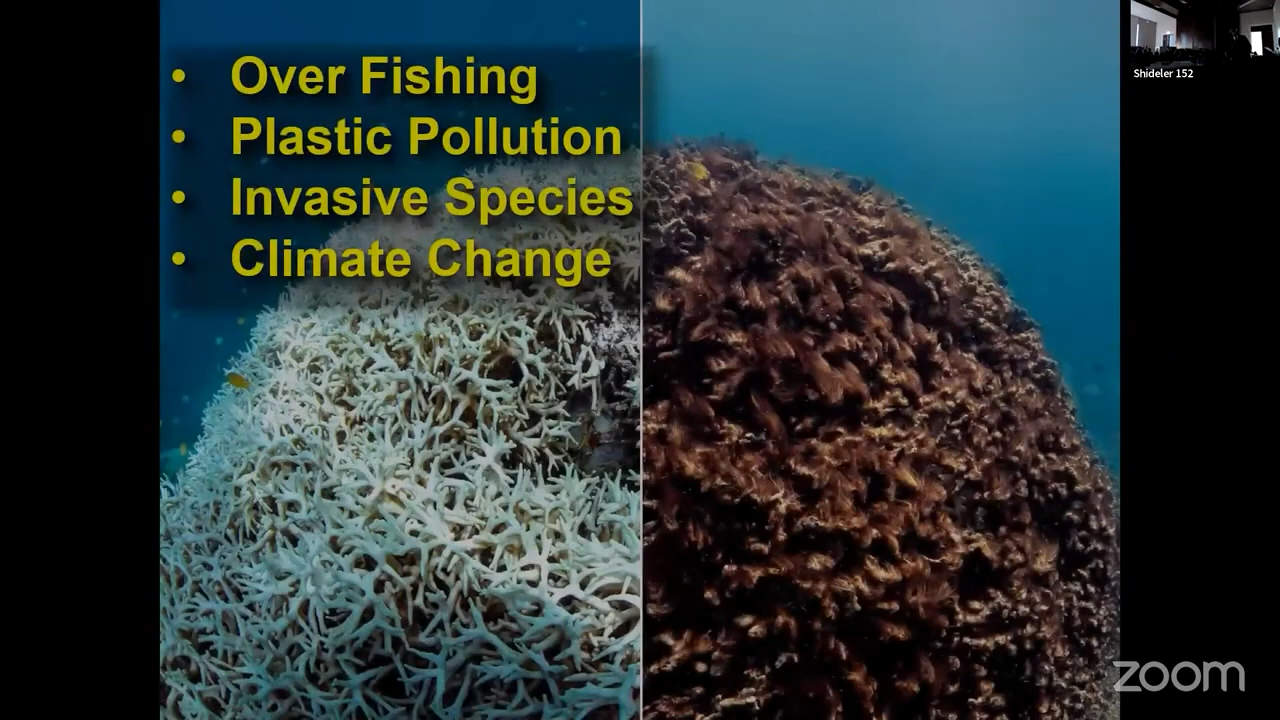 • Over Fishing
• Plastic Pollution
• Invasive Species
• Climate Change
Shideler 152
zoom